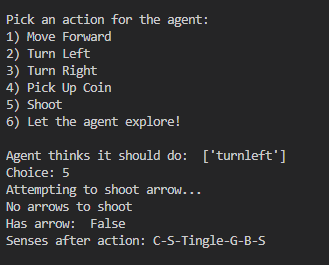 Pick an action for the agent:
1) Move Forward
2) Turn Left
3) Turn Right
4) Pick Up Coin
5) Shoot
6) Let the agent explore!
Agent thinks it should do:  ['turnleft']
Choice: 5
Attempting to shoot arrow...
No arrows to shoot
Has arrow:  False
Senses after action: C-S-Tingle-G-B-S